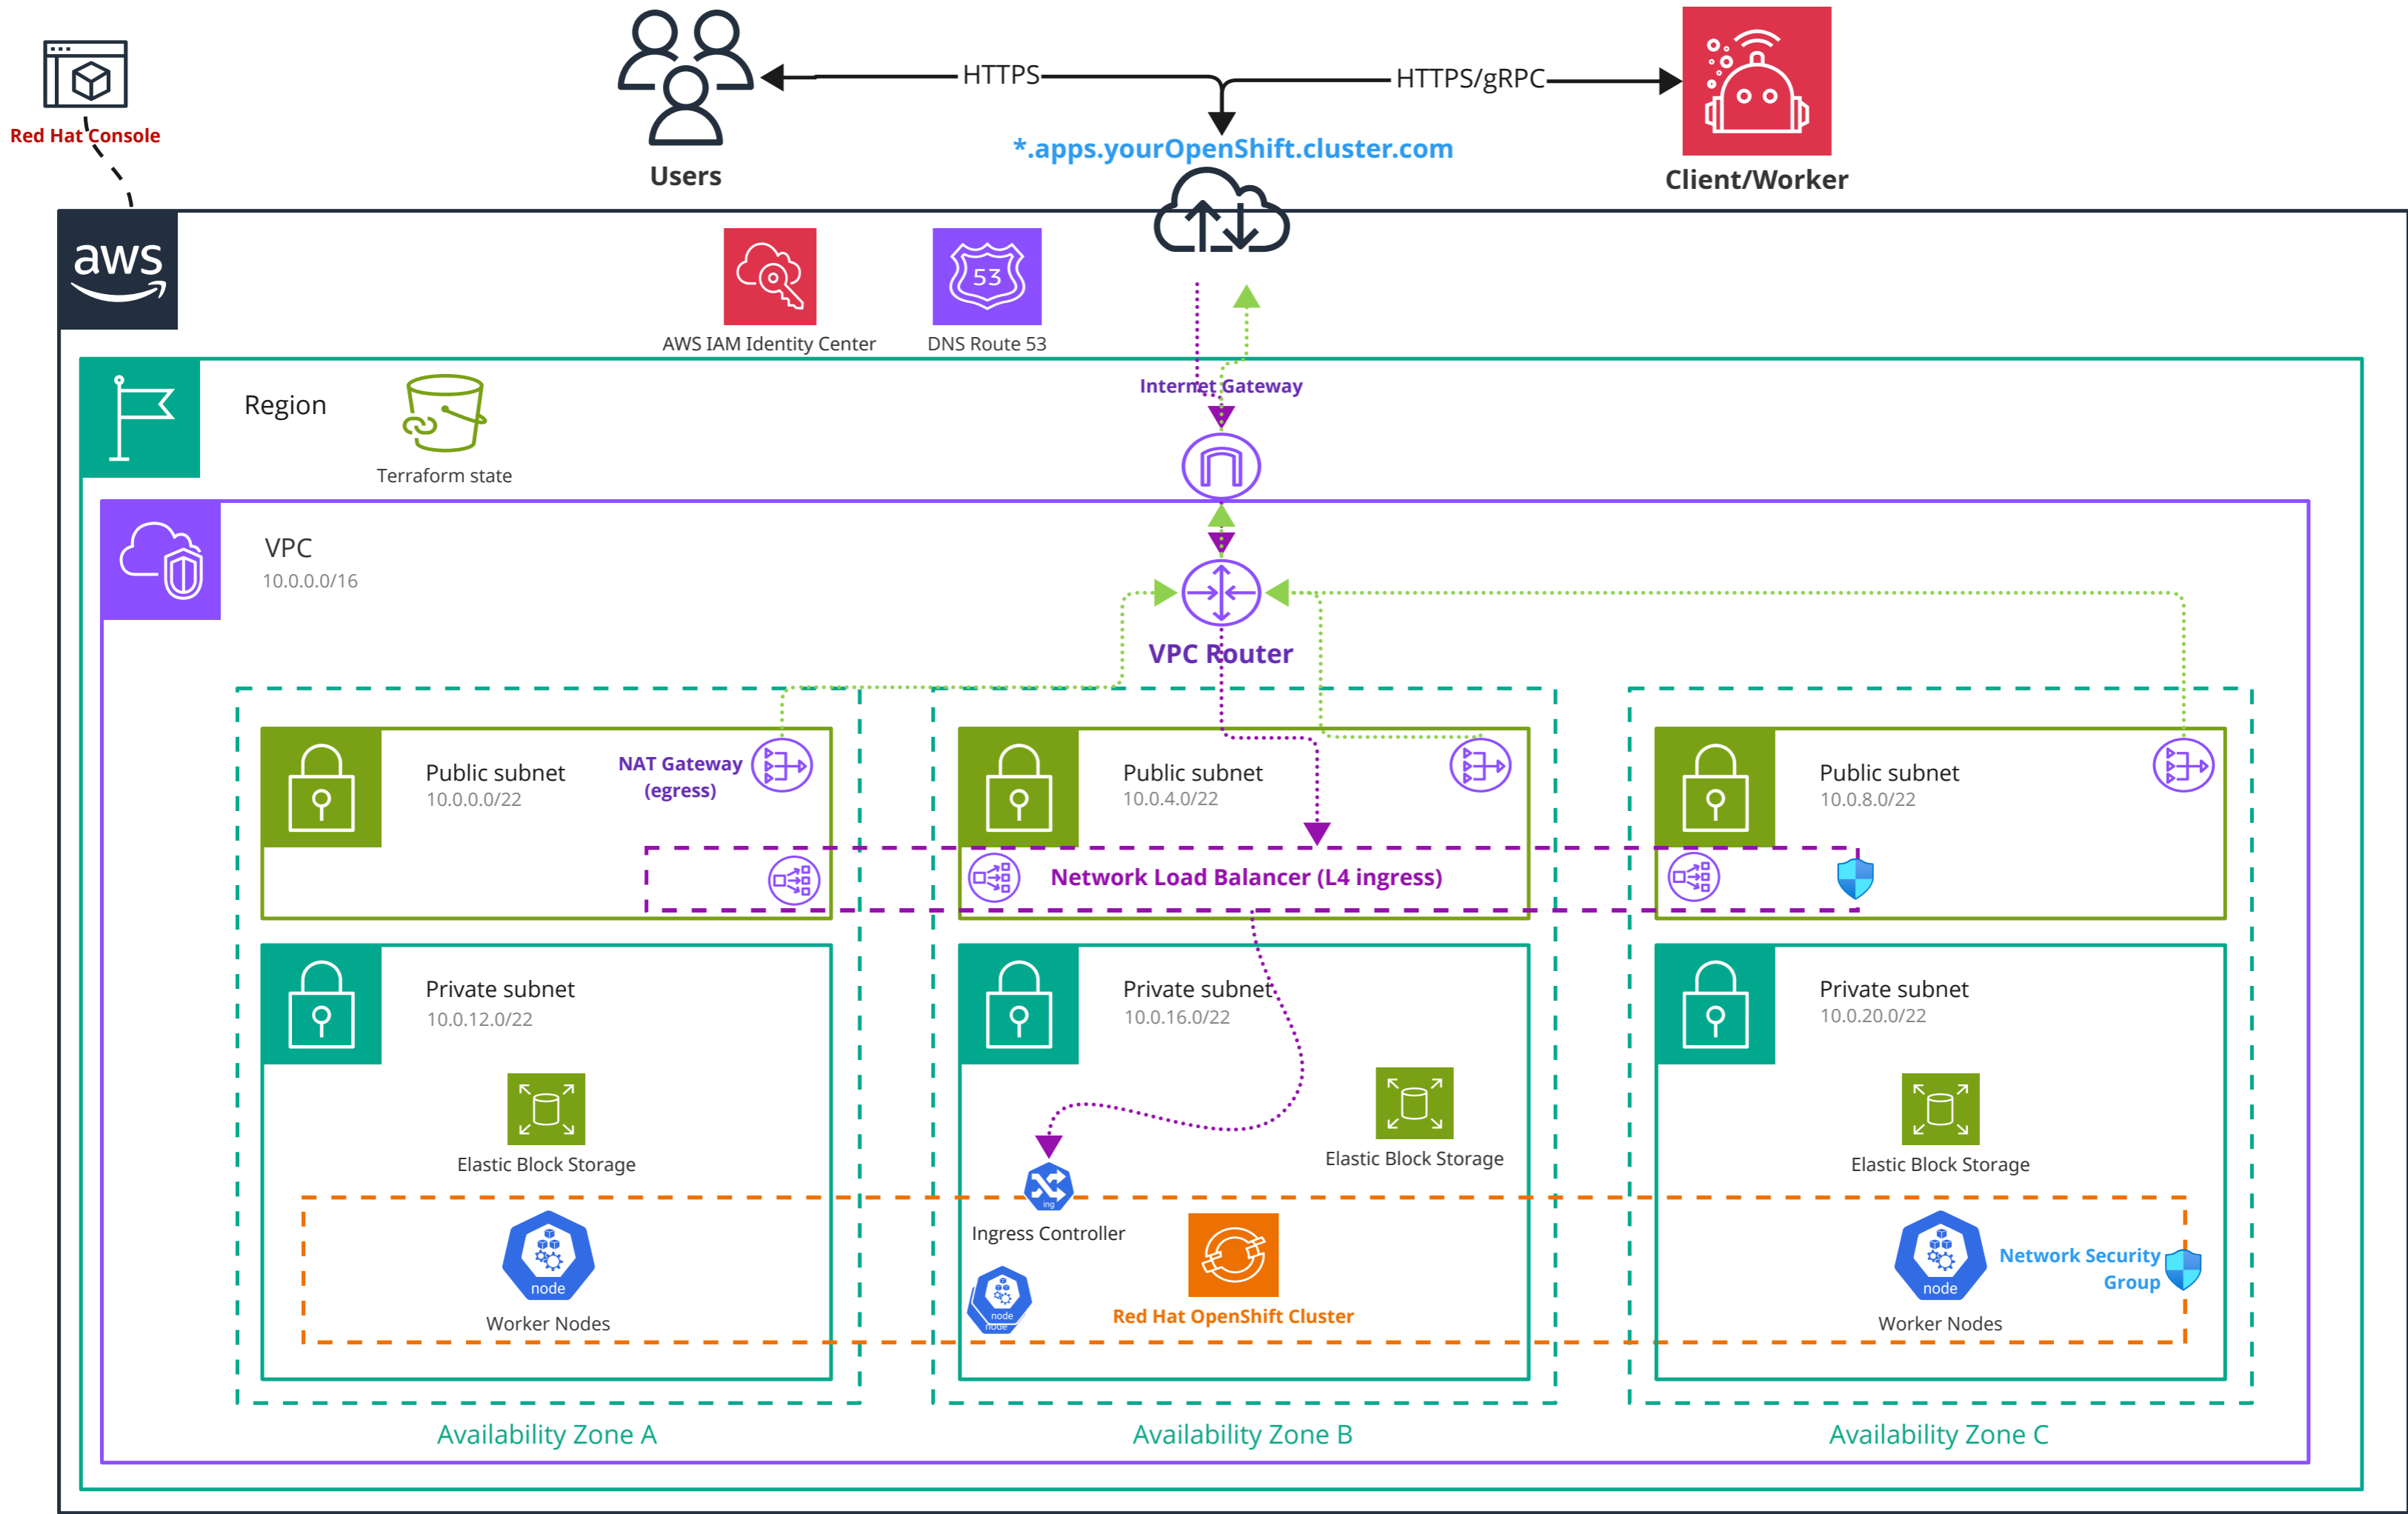 HTTPS
HTTPS/gRPC
Red Hat Console
*.apps.yourOpenShift.cluster.com
Users
Client/Worker
aws
53
AWS IAM Identity Center
DNS Route 53
Internet Gateway
Region
Terraform state
VPC
10.0.0.0/16
VPC Router
Public subnet
10.0.0.0/22
NAT Gateway
(egress)
Public subnet
10.0.4.0/22
Public subnet
10.0.8.0/22
Network Load Balancer (L4 ingress)
Private subnet
10.0.12.0/22
Private subnet
10.0.16.0/22
Private subnet
10.0.20.0/22
Elastic Block Storage
Elastic Block Storage
Elastic Block Storage
ing
Ingress Controller
node
Worker Nodes
node
node
Red Hat OpenShift Cluster
node
Worker Nodes
Network Security
Group
Availability Zone A
Availability Zone B
Availability Zone C